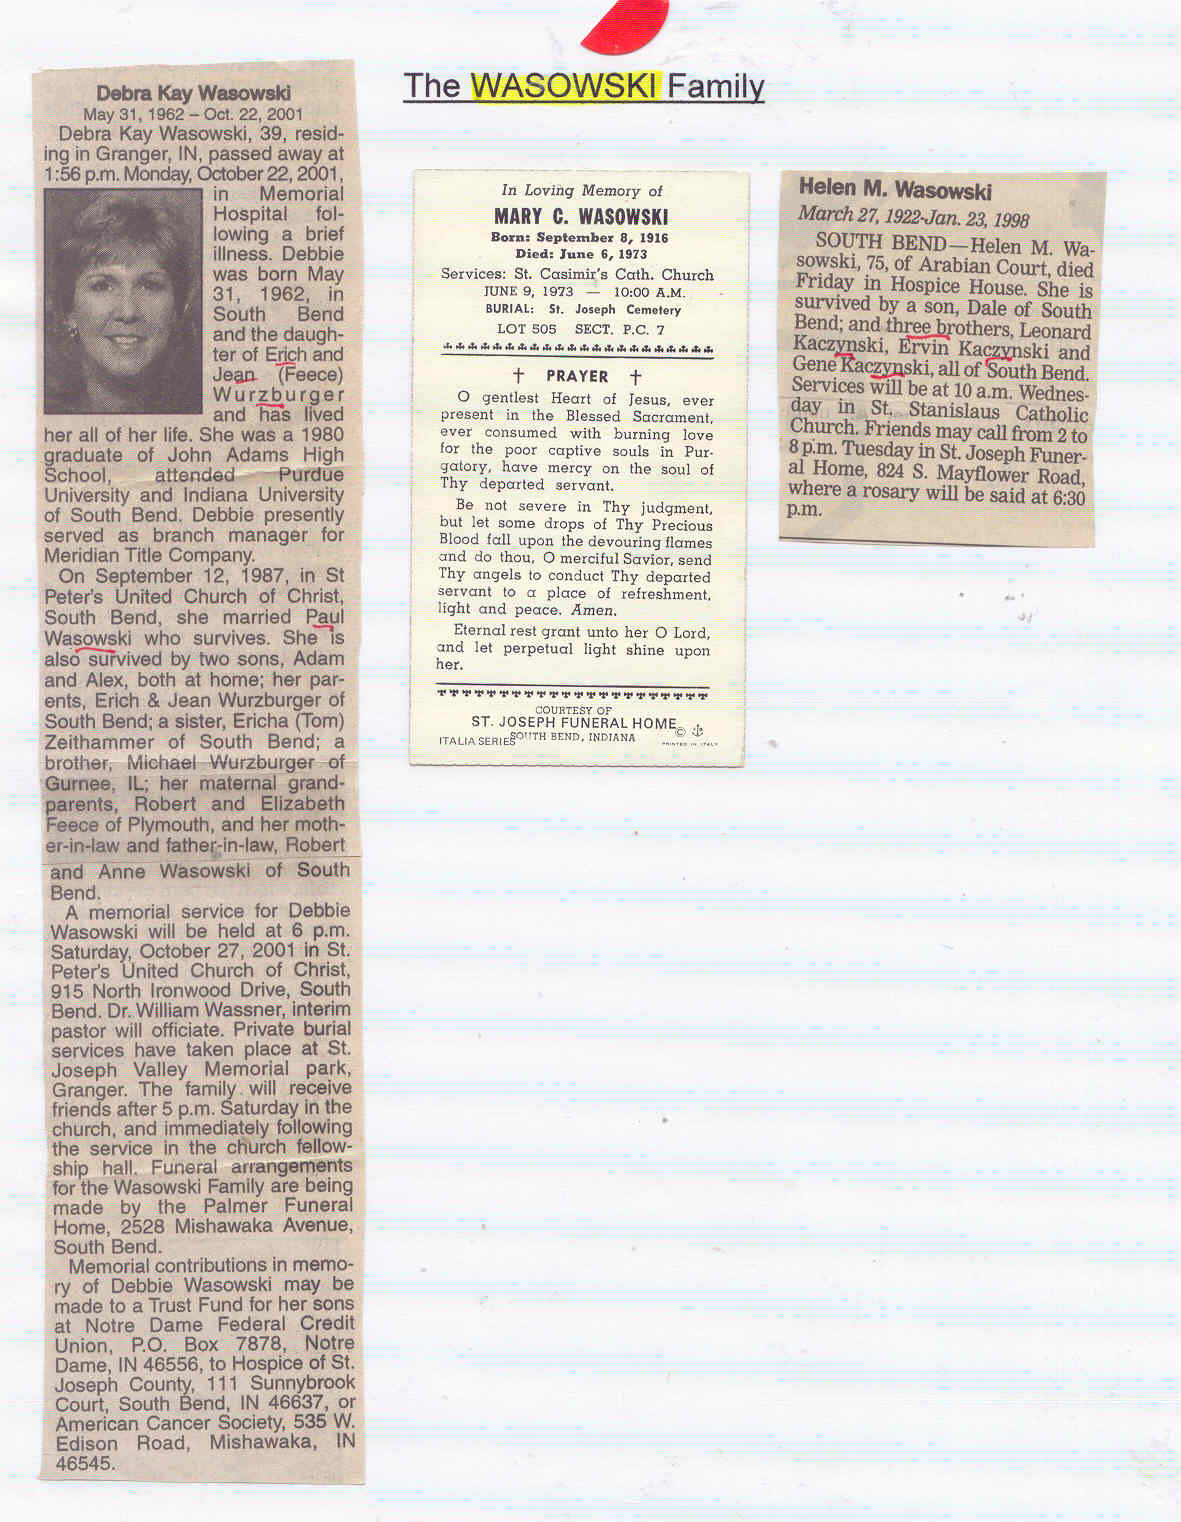 The WASOWSKI Family
Debra Kay Wasowski
May 31, 1962 – Oct. 22, 2001
Debra Kay Wasowski, 39, resid-
ing in Granger, IN, passed away at
1:56 p.m. Monday, October 22, 2001,
in Memorial
Hospital fol-
lowing a brief
illness. Debbie
was born May
31, 1962, in
South Bend
and the daugh-
ter of Erich and
Jean (Feece)
Wurzburger
and has lived
her all of her life. She was a 1980
graduate of John Adams High
School, attended Purdue
University and Indiana University
of South Bend. Debbie presently
served as branch manager for
Meridian Title Company.
On September 12, 1987, in St
Peter's United Church of Christ,
South Bend, she married Paul
Wasowski who survives. She is
also survived by two sons, Adam
and Alex, both at home; her par-
ents, Erich & Jean Wurzburger of
South Bend; a sister, Ericha (Tom)
Zeithammer of South Bend; a
brother, Michael Wurzburger of
Gurnee, IL; her maternal grand-
parents, Robert and Elizabeth
Feece of Plymouth, and her moth-
er-in-law and father-in-law, Robert
and Anne Wasowski of South
Bend.
A memorial service for Debbie
Wasowski will be held at 6 p.m.
Saturday, October 27, 2001 in St.
Peter's United Church of Christ,
915 North Ironwood Drive, South
Bend. Dr. William Wassner, interim
pastor will officiate. Private burial
services have taken place at St.
Joseph Valley Memorial park,
Granger. The family will receive
friends after 5 p.m. Saturday in the
church, and immediately following
the service in the church fellow-
ship hall. Funeral arrangements
for the Wasowski Family are being
made by the Palmer Funeral
Home, 2528 Mishawaka Avenue,
South Bend.
Memorial contributions in memo-
ry of Debbie Wasowski may be
made to a Trust Fund for her sons
at Notre Dame Federal Credit
Union, P.O. Box 7878, Notre
Dame, IN 46556, to Hospice of St.
Joseph County, 111 Sunnybrook
Court, South Bend, IN 46637, or
American Cancer Society, 535 W.
Edison Road, Mishawaka, IN
46545.
In Loving Memory of
MARY C. WASOWSKI
Born: September 8, 1916
Died: June 6, 1973
Services: St. Casimir's Cath. Church
JUNE 9, 1973 — 10:00 A.M.
BURIAL: St. Joseph Cemetery
LOT 505 SECT. P.C. 7
† PRAYER †
O gentlest Heart of Jesus, ever
present in the Blessed Sacrament,
ever consumed with burning love
for the poor captive souls in Pur-
gatory, have mercy on the soul of
Thy departed servant.
Be not severe in Thy judgment,
but let some drops of Thy Precious
Blood fall upon the devouring flames
and do thou, O merciful Savior, send
Thy angels to conduct Thy departed
servant to a place of refreshment,
light and peace. Amen.
Eternal rest grant unto her O Lord,
and let perpetual light shine upon
her.
COURTESY OF
ST. JOSEPH FUNERAL HOME
SOUTH BEND, INDIANA
ITALIA SERIES
©
PRINTED IN ITALY
Helen M. Wasowski
March 27, 1922-Jan. 23, 1998
SOUTH BEND—Helen M. Wa-
sowski, 75, of Arabian Court, died
Friday in Hospice House. She is
survived by a son, Dale of South
Bend; and three brothers, Leonard
Kaczynski, Ervin Kaczynski and
Gene Kaczynski, all of South Bend.
Services will be at 10 a.m. Wednes-
day in St. Stanislaus Catholic
Church. Friends may call from 2 to
8 p.m. Tuesday in St. Joseph Funer-
al Home, 824 S. Mayflower Road,
where a rosary will be said at 6:30
p.m.